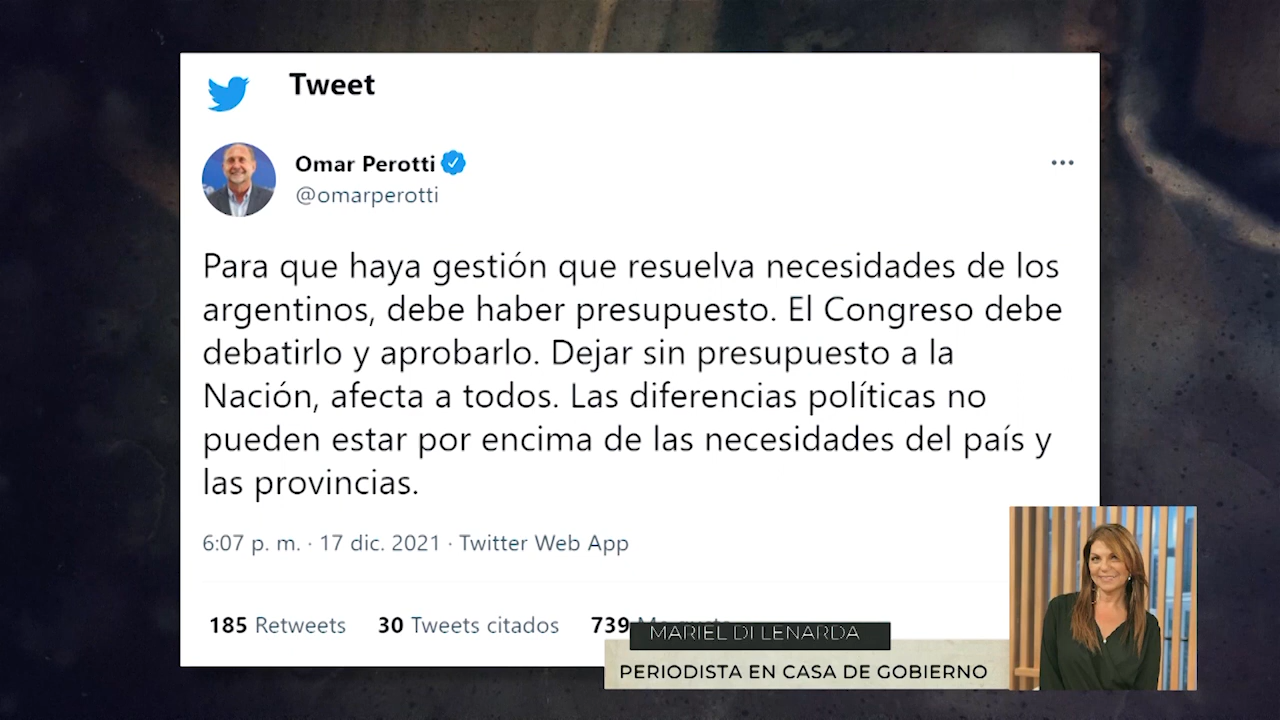 Tweet
Omar Perotti
@omarperotti
Para que haya gestión que resuelva necesidades de los
argentinos, debe haber presupuesto. El Congreso debe
debatirlo y aprobarlo. Dejar sin presupuesto a la
Nación, afecta a todos. Las diferencias políticas no
pueden estar por encima de las necesidades del país y
las provincias.
6:07 p. m. · 17 dic. 2021 · Twitter Web App
185 Retweets 30 Tweets citados 739
MARIEL DI LENARDA
PERIODISTA EN CASA DE GOBIERNO